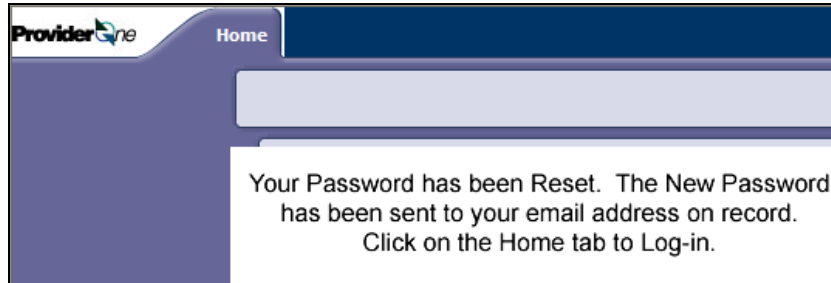 ProviderOne
Home
Your Password has been Reset.  The New Password
has been sent to your email address on record.
Click on the Home tab to Log-in.